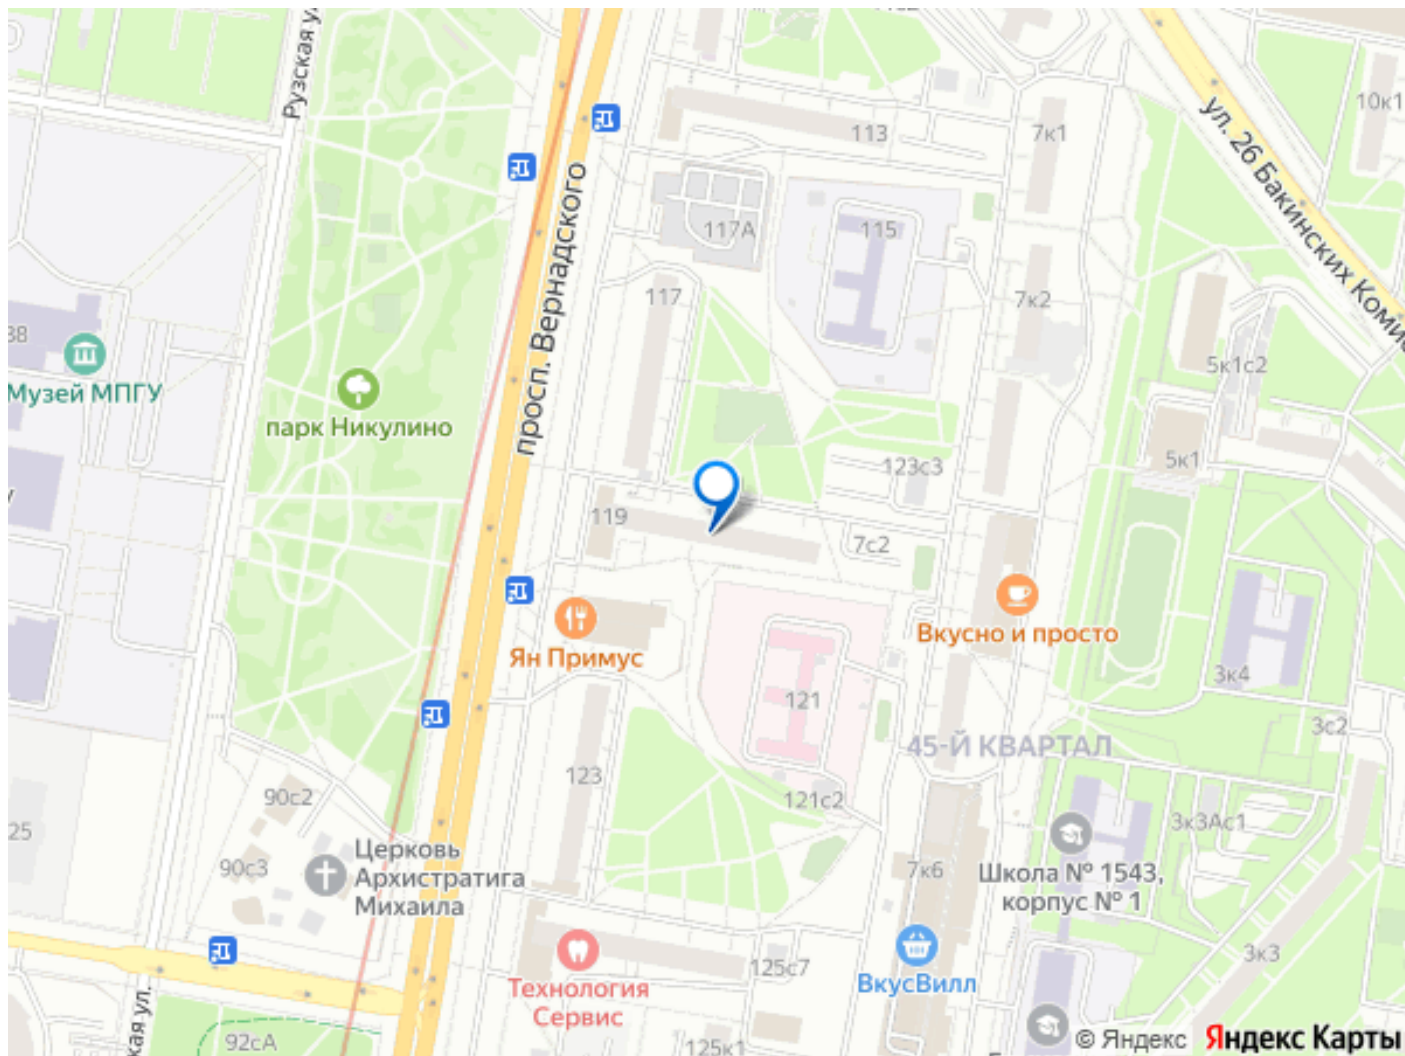 Рузская ул.
113
7к1
10к1
ул. 26 Бакинских Комис
просп. Вернадского
117А
115
117
7к2
38
Музей МПГУ
парк Никулино
5к1с2
5к1
123с3
119
7с2
Вкусно и просто
Ян Примус
3к4
121
3с2
45-Й КВАРТАЛ
123
121с2
90с2
25
3к3Ас1
Церковь
Архистратига
Михаила
90с3
7к6
Школа № 1543,
корпус № 1
3к3
125с7
ВкусВилл
Технология
Сервис
кая ул.
92сА
125к1
© Яндекс Яндекс Карты